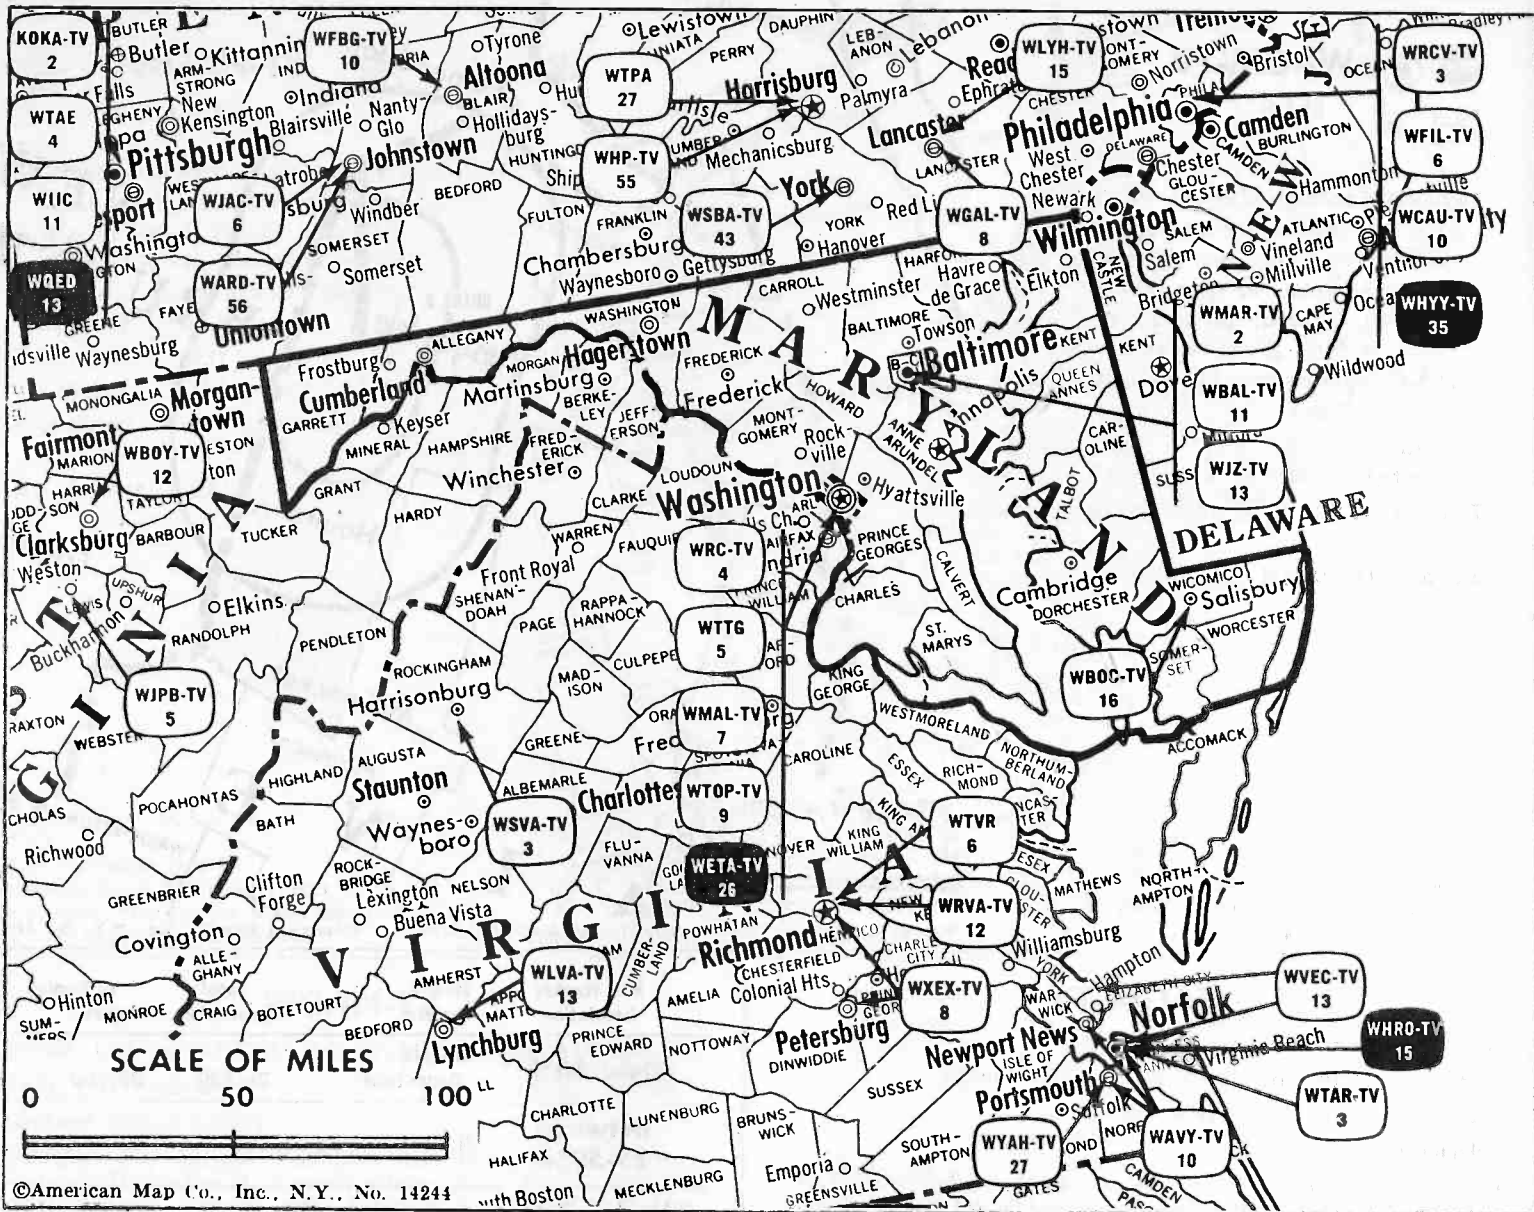 KOKA-TV
2
WTAE
4
WIIC
11
WQED
13
WFBG-TV
10
WJAC-TV
6
WARD-TV
56
WTPA
27
WHP-TV
55
WSBA-TV
43
WLYH-TV
15
WGAL-TV
8
WRCV-TV
3
WFIL-TV
6
WCAU-TV
10
WHYY-TV
35
WMAR-TV
2
WBAL-TV
11
WJZ-TV
13
WBOY-TV
12
WJPB-TV
5
WRC-TV
4
WTTG
5
WMAL-TV
7
WTOP-TV
9
WETA-TV
26
WBOC-TV
16
WSVA-TV
3
WTVR
6
WRVA-TV
12
WXEX-TV
8
WLVA-TV
13
WVEC-TV
13
WHRO-TV
15
WTAR-TV
3
WAVY-TV
10
WYAH-TV
27
BUTLER
Butler
Kittannin
ARM-
STRONG
New
Kensington
Indiana
Blairsville
Nanty-
Glo
Tyrone
Altoona
BLAIR
Hollidays-
burg
Lewistown
PERRY
DAUPHIN
Harrisburg
LEB-
ANON
Lebanon
Palmyra
Mechanicsburg
Lancaster
LANCASTER
CHESTER
Norristown
Bristol
Philadelphia
Camden
BURLINGTON
CAMDEN
DELAWARE
Chester
GLOU-
CESTER
West
Chester
Newark
Wilmington
Hammonton
ATLANTIC
SALEM
Salem
Vineland
Millville
Bridgeton
CAPE
MAY
Wildwood
Pittsburgh
Johnstown
Windber
BEDFORD
SOMERSET
Somerset
Uniontown
GREENE
Waynesburg
FULTON
FRANKLIN
Chambersburg
Waynesboro
Gettysburg
York
YORK
Hanover
Elkton
Havre
de Grace
NEW
CASTLE
CARROLL
Westminster
BALTIMORE
Towson
Baltimore
KENT
KENT
QUEEN
ANNES
WASHINGTON
Hagerstown
FREDERICK
Frederick
HOWARD
MONT-
GOMERY
Rock-
ville
ANNE
ARUNDEL
Annapolis
CAR-
OLINE
TALBOT
MARYLAND
DELAWARE
ALLEGANY
Frostburg
Cumberland
GARRETT
MORGAN
Martinsburg
BERKE-
LEY
JEFF-
ERSON
Keyser
MINERAL
HAMPSHIRE
FRED-
ERICK
Winchester
CLARKE
LOUDOUN
Washington
Hyattsville
PRINCE
GEORGES
CHARLES
CALVERT
ST.
MARYS
Cambridge
DORCHESTER
WICOMICO
Salisbury
WORCESTER
SOMER-
SET
ACCOMACK
MONONGALIA
Morgan-
town
Fairmont
MARION
Clarksburg
Weston
LEWIS
UPSHUR
Buckhannon
BARBOUR
TUCKER
GRANT
HARDY
Elkins
RANDOLPH
PENDLETON
WARREN
Front Royal
SHENAN-
DOAH
PAGE
RAPPA-
HANNOCK
ROCKINGHAM
Harrisonburg
MAD-
ISON
GREENE
KING
GEORGE
WESTMORELAND
NORTHUM-
BERLAND
RICH-
MOND
ESSEX
CAROLINE
WEBSTER
POCAHONTAS
HIGHLAND
AUGUSTA
Staunton
BATH
Waynes-
boro
ALBEMARLE
Richwood
GREENBRIER
ROCK-
BRIDGE
Lexington
NELSON
Buena Vista
Clifton
Forge
Covington
ALLE-
GHANY
FLU-
VANNA
KING
WILLIAM
MATHEWS
NORTH-
AMPTON
VIRGINIA
AMHERST
POWHATAN
CUMBER-
LAND
Richmond
CHESTERFIELD
Colonial Hts.
AMELIA
Petersburg
DINWIDDIE
Williamsburg
YORK
WAR-
WICK
Hampton
ELIZABETH CITY
Newport News
Norfolk
Virginia Beach
Portsmouth
Suffolk
ISLE OF
WIGHT
SUSSEX
SOUTH-
AMPTON
Hinton
SUM-
MERS
MONROE
CRAIG
BOTETOURT
BEDFORD
Lynchburg
PRINCE
EDWARD
NOTTOWAY
CHARLOTTE
LUNENBURG
BRUNS-
WICK
HALIFAX
MECKLENBURG
Emporia
GREENSVILLE
GATES
CAMDEN
SCALE OF MILES
0 50 100
©American Map Co., Inc., N.Y., No. 14244